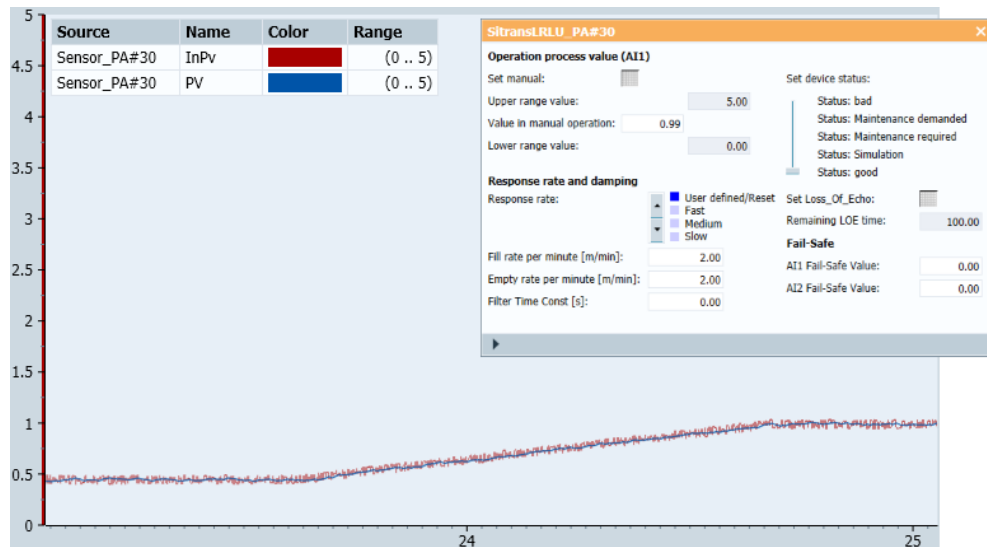 Source Name Color Range
Sensor_PA#30 InPv (0 .. 5)
Sensor_PA#30 PV (0 .. 5)
5
4.5
4
3.5
3
2.5
2
1.5
1
0.5
0
24 25
SitransLRLU_PA#30 ×
Operation process value (AI1)
Set manual:
Upper range value: 5.00
Value in manual operation: 0.99
Lower range value: 0.00
Set device status:
Status: bad
Status: Maintenance demanded
Status: Maintenance required
Status: Simulation
Status: good
Response rate and damping
Response rate:
User defined/Reset
Fast
Medium
Slow
Fill rate per minute [m/min]: 2.00
Empty rate per minute [m/min]: 2.00
Filter Time Const [s]: 0.00
Set Loss_Of_Echo:
Remaining LOE time: 100.00
Fail-Safe
AI1 Fail-Safe Value: 0.00
AI2 Fail-Safe Value: 0.00